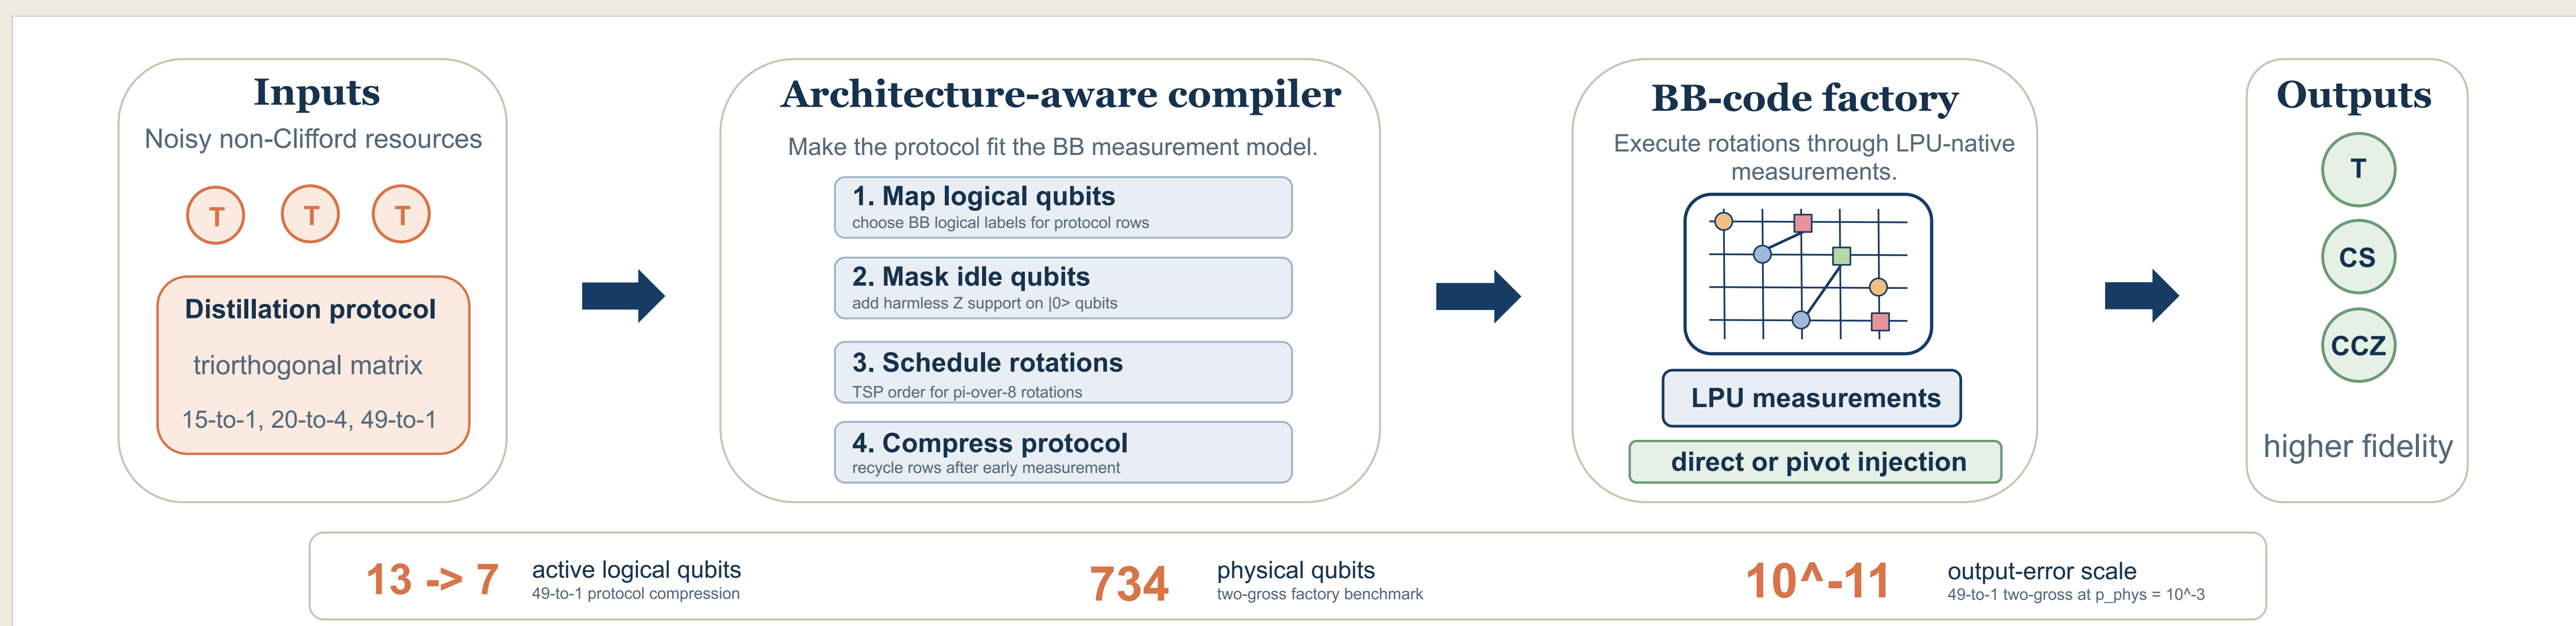 Inputs
Noisy non-Clifford resources
T T T
Distillation protocol
triorthogonal matrix
15-to-1, 20-to-4, 49-to-1
Architecture-aware compiler
Make the protocol fit the BB measurement model.
1. Map logical qubits
choose BB logical labels for protocol rows
2. Mask idle qubits
add harmless Z support on |0> qubits
3. Schedule rotations
TSP order for pi-over-8 rotations
4. Compress protocol
recycle rows after early measurement
BB-code factory
Execute rotations through LPU-native
measurements.
LPU measurements
direct or pivot injection
Outputs
T
CS
CCZ
higher fidelity
13 -> 7
active logical qubits
49-to-1 protocol compression
734
physical qubits
two-gross factory benchmark
10^-11
output-error scale
49-to-1 two-gross at p_phys = 10^-3